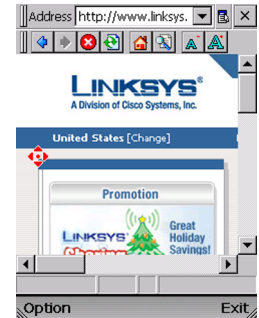 Address http://www.linksys.
A A
LINKSYS®
A Division of Cisco Systems, Inc.
United States [Change]
Promotion
LINKSYS
Great
Holiday
Savings!
Option Exit